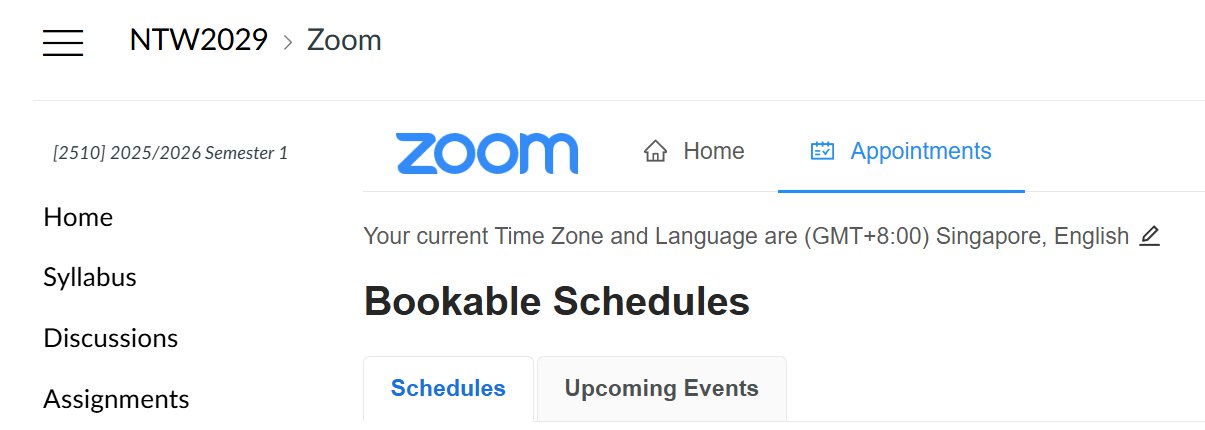 NTW2029 > Zoom
[2510] 2025/2026 Semester 1
Home
Syllabus
Discussions
Assignments
zoom
Home
Appointments
Your current Time Zone and Language are (GMT+8:00) Singapore, English
Bookable Schedules
Schedules
Upcoming Events